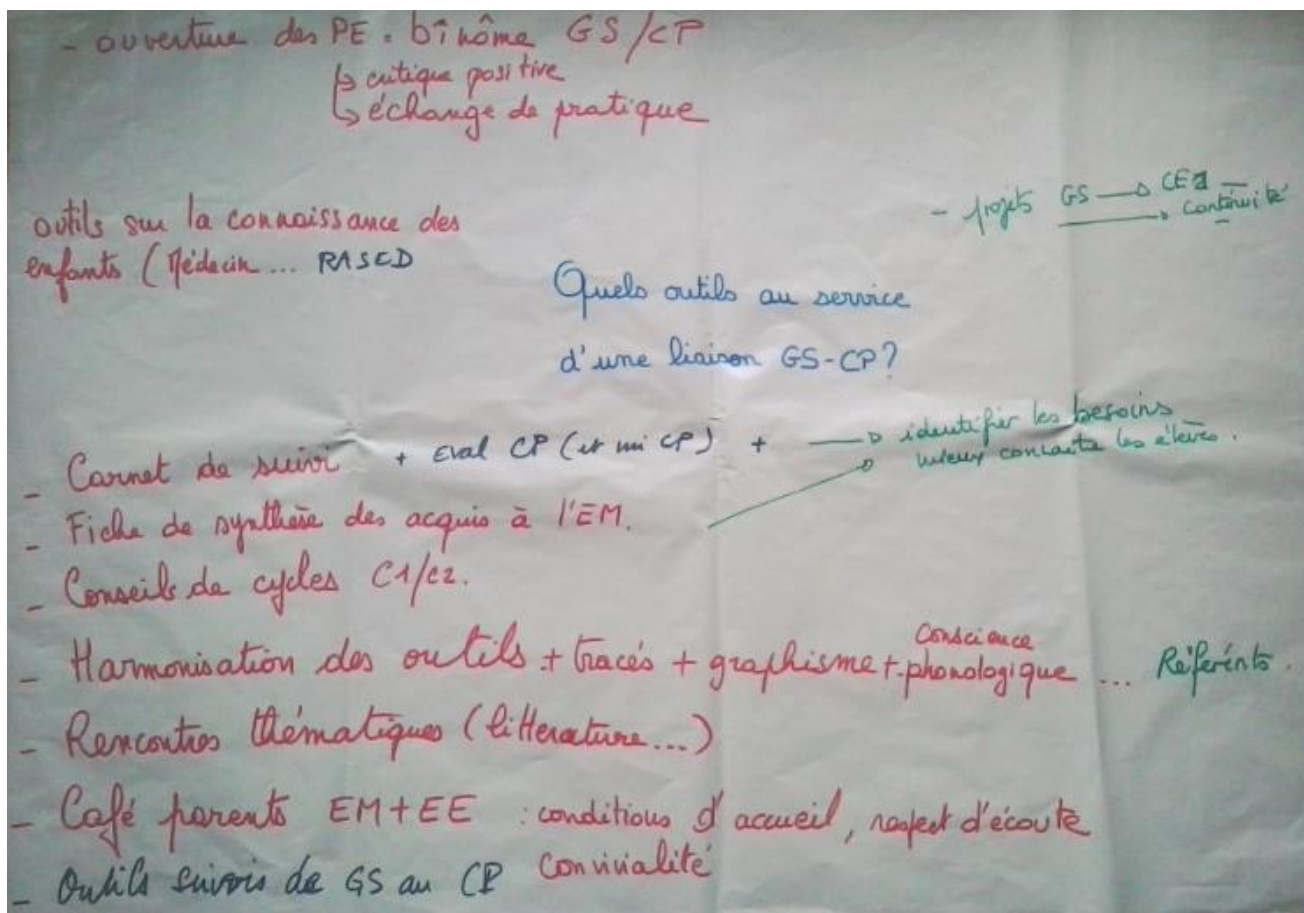 - ouverture des PE : bînôme GS/CP
↳ critique positive
↳ échange de pratique
outils sur la connaissance des
enfants (Médecin... RASED
- projets GS → CE1
→ continuité
Quels outils au service
d'une liaison GS-CP?
- Carnet de suivi + Eval CP (et mi CP) + → identifier les besoins
mieux connaitre les élèves.
- Fiche de synthèse des acquis à l'EM.
- Conseils de cycles C1/C2.
- Harmonisation des outils + tracés + graphisme + conscience phonologique ... Référents.
- Rencontres thématiques (litterature...)
- Café parents EM+EE : conditions d'accueil, respect d'écoute
convivialité
- Outils suivis de GS au CP